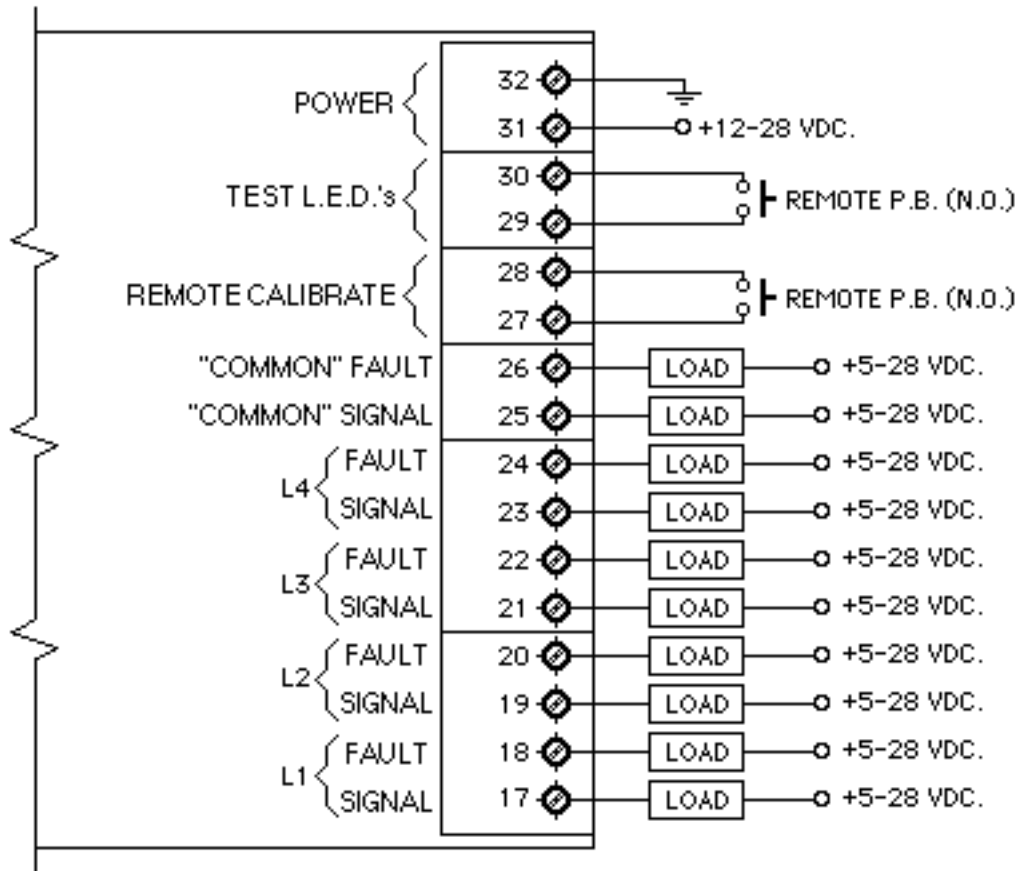 POWER
32
31 +12-28 VDC.
TEST L.E.D.'s
30
29
REMOTE P.B. (N.O.)
REMOTE CALIBRATE
28
27
REMOTE P.B. (N.O.)
"COMMON" FAULT 26 LOAD +5-28 VDC.
"COMMON" SIGNAL 25 LOAD +5-28 VDC.
L4
FAULT 24 LOAD +5-28 VDC.
SIGNAL 23 LOAD +5-28 VDC.
L3
FAULT 22 LOAD +5-28 VDC.
SIGNAL 21 LOAD +5-28 VDC.
L2
FAULT 20 LOAD +5-28 VDC.
SIGNAL 19 LOAD +5-28 VDC.
L1
FAULT 18 LOAD +5-28 VDC.
SIGNAL 17 LOAD +5-28 VDC.